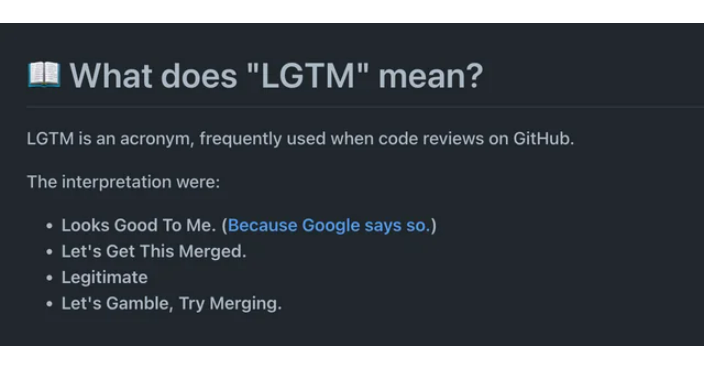 📖 What does "LGTM" mean?
LGTM is an acronym, frequently used when code reviews on GitHub.
The interpretation were:
• Looks Good To Me. (Because Google says so.)
• Let's Get This Merged.
• Legitimate
• Let's Gamble, Try Merging.